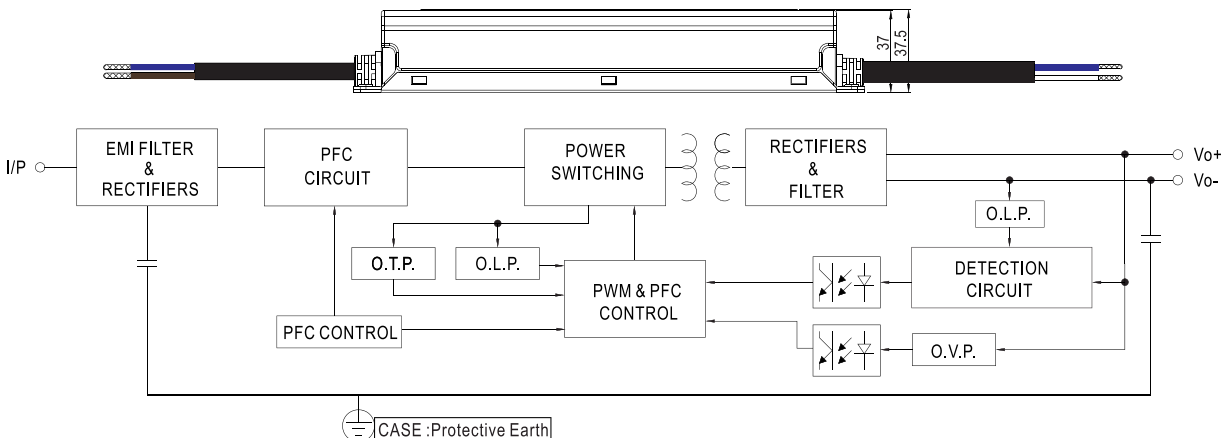 37
37.5
I/P
EMI FILTER
&
RECTIFIERS
PFC
CIRCUIT
POWER
SWITCHING
RECTIFIERS
&
FILTER
Vo+
Vo-
O.L.P.
O.T.P.
O.L.P.
PWM & PFC
CONTROL
DETECTION
CIRCUIT
PFC CONTROL
O.V.P.
CASE :Protective Earth